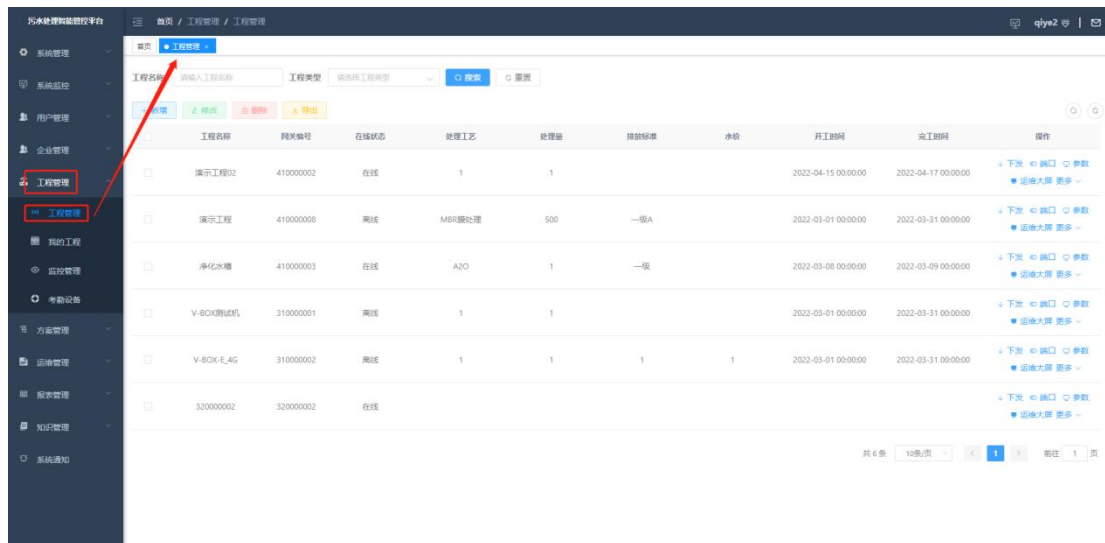 污水处理智能管控平台
首页 / 工程管理 / 工程管理
qiye2
系统管理
系统监控
用户管理
企业管理
工程管理
工程管理
我的工程
监控管理
考勤设备
方案管理
运维管理
报表管理
知识管理
系统通知
首页 工程管理 ×
工程名称 请输入工程名称 工程类型 请选择工程类型 搜索 重置
新增 修改 删除 导出
工程名称 网关编号 在线状态 处理工艺 处理量 排放标准 水价 开工时间 完工时间 操作
演示工程02 410000002 在线 1 1 2022-04-15 00:00:00 2022-04-17 00:00:00 下发 端口 参数
运维大屏 更多
演示工程 410000008 离线 MBR膜处理 500 一级A 2022-03-01 00:00:00 2022-03-31 00:00:00 下发 端口 参数
运维大屏 更多
净化水槽 410000003 在线 A2O 1 一级 2022-03-08 00:00:00 2022-03-09 00:00:00 下发 端口 参数
运维大屏 更多
V-BOX测试机 310000001 离线 1 1 2022-03-01 00:00:00 2022-03-31 00:00:00 下发 端口 参数
运维大屏 更多
V-BOX-E_4G 310000002 离线 1 1 1 1 2022-03-01 00:00:00 2022-03-31 00:00:00 下发 端口 参数
运维大屏 更多
320000002 320000002 在线 下发 端口 参数
运维大屏 更多
共 6 条 10条/页 < 1 > 前往 1 页